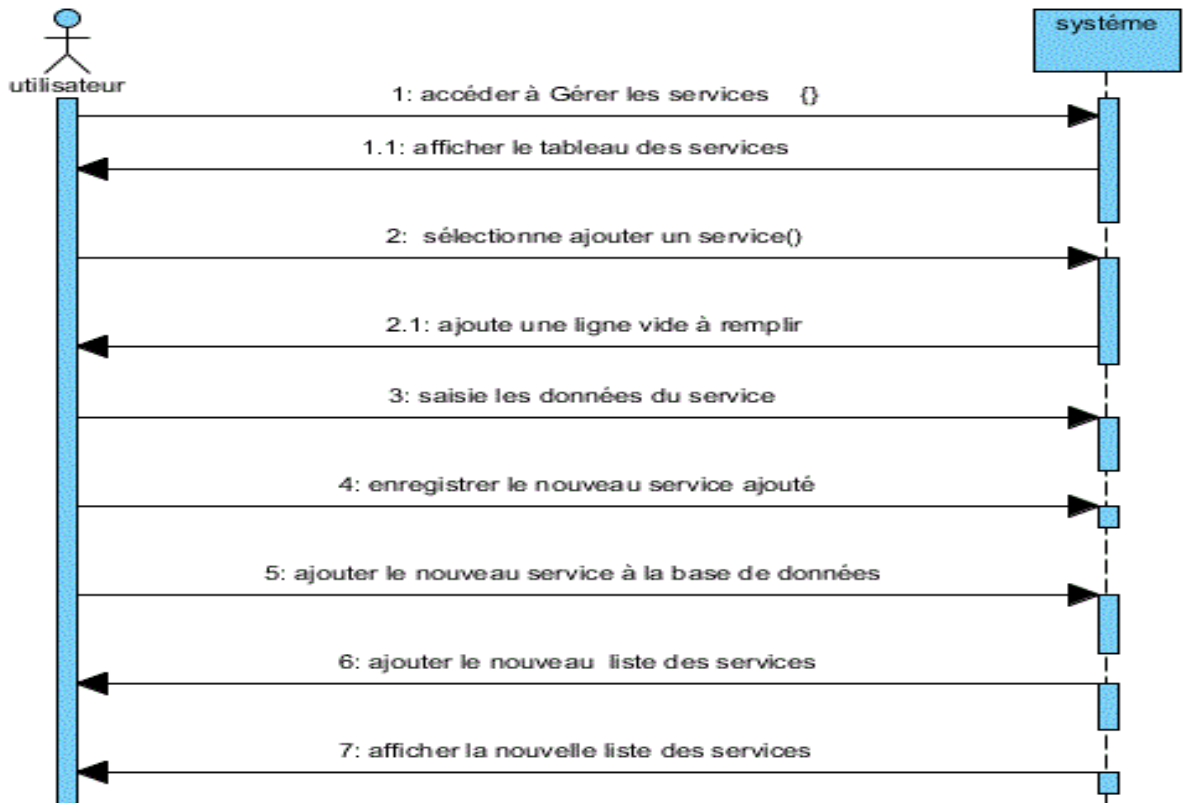 systéme
utilisateur
1: accéder à Gérer les services {}
1.1: afficher le tableau des services
2: sélectionne ajouter un service()
2.1: ajoute une ligne vide à remplir
3: saisie les données du service
4: enregistrer le nouveau service ajouté
5: ajouter le nouveau service à la base de données
6: ajouter le nouveau liste des services
7: afficher la nouvelle liste des services